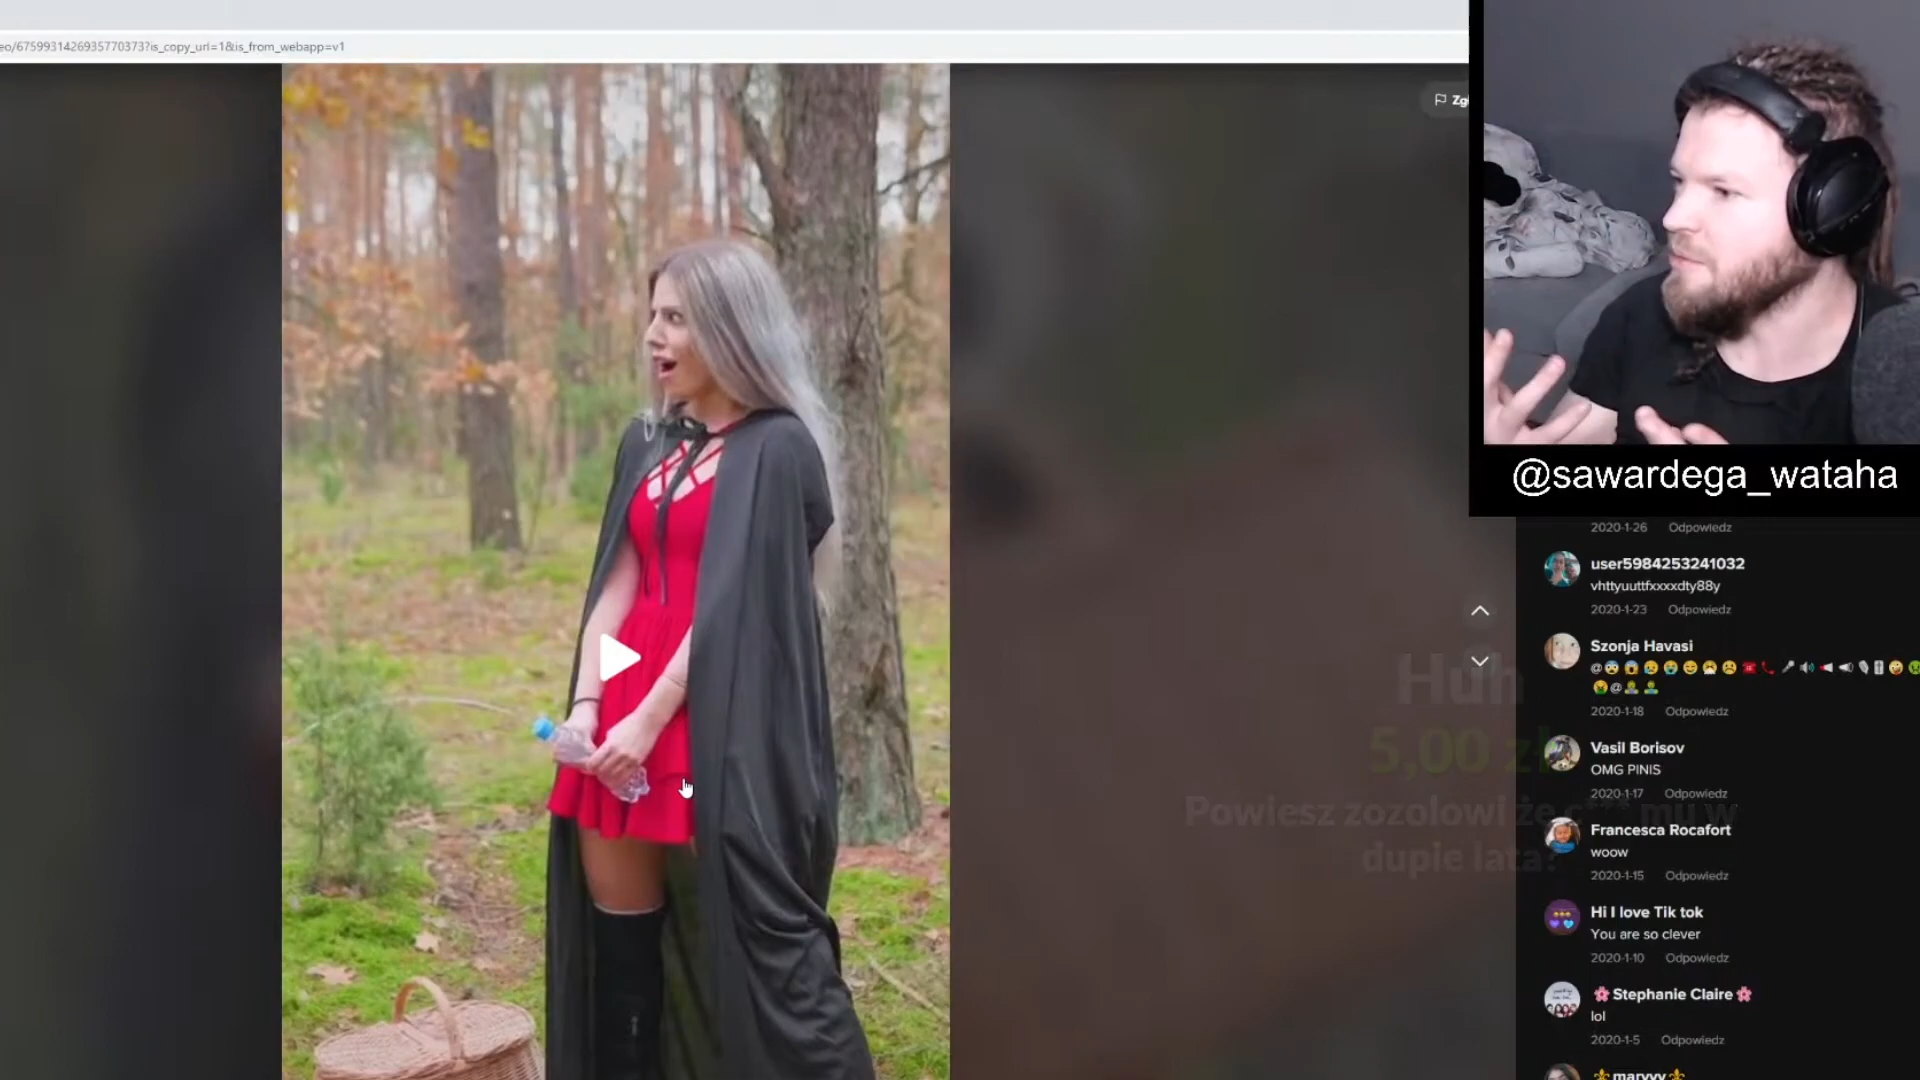 eo/6759931426935770373?is_copy_url=1&is_from_webapp=v1
Zgł
@sawardega_wataha
2020-1-26 Odpowiedz
user5984253241032
vhttyuuttfxxxxdty88y
2020-1-23 Odpowiedz
Szonja Havasi
2020-1-18 Odpowiedz
Vasil Borisov
OMG PINIS
2020-1-17 Odpowiedz
Francesca Rocafort
woow
2020-1-15 Odpowiedz
Hi I love Tik tok
You are so clever
2020-1-10 Odpowiedz
🌸Stephanie Claire🌸
lol
2020-1-5 Odpowiedz
⚜maryyy⚜
Huh
5,00 zł
Powiesz zozolowi że c*** mu w
dupie lata?